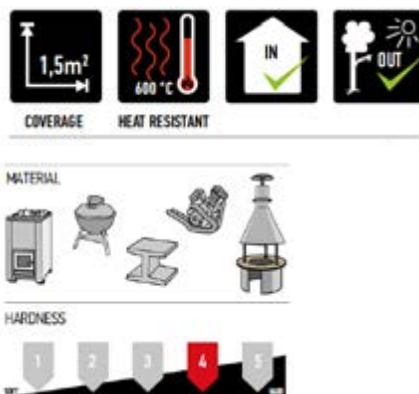 1,5m²
600 °C
IN
OUT
COVERAGE
HEAT RESISTANT
MATERIAL
HARDNESS
1 2 3 4 5